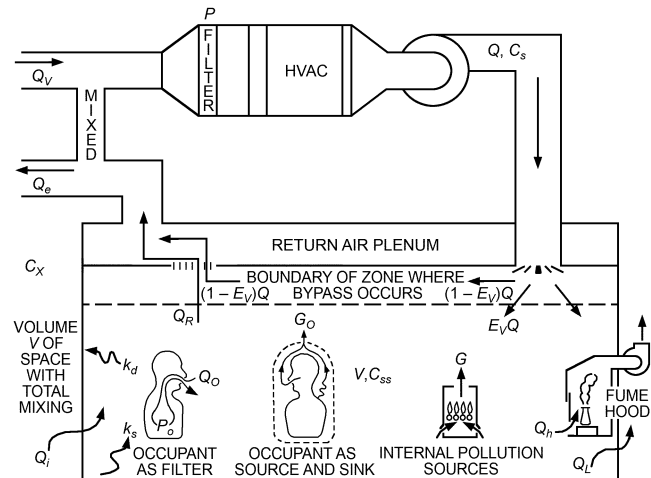 P
Q, Cs
FILTER
HVAC
QV
MIXED
Qe
RETURN AIR PLENUM
CX
BOUNDARY OF ZONE WHERE
BYPASS OCCURS
(1 – EV)Q
(1 – EV)Q
QR
GO
EVQ
VOLUME
V OF
SPACE
WITH
TOTAL
MIXING
kd
QO
V, Css
G
FUME
HOOD
Po
Qh
ks
Qi
QL
OCCUPANT
AS FILTER
OCCUPANT AS
SOURCE AND SINK
INTERNAL POLLUTION
SOURCES